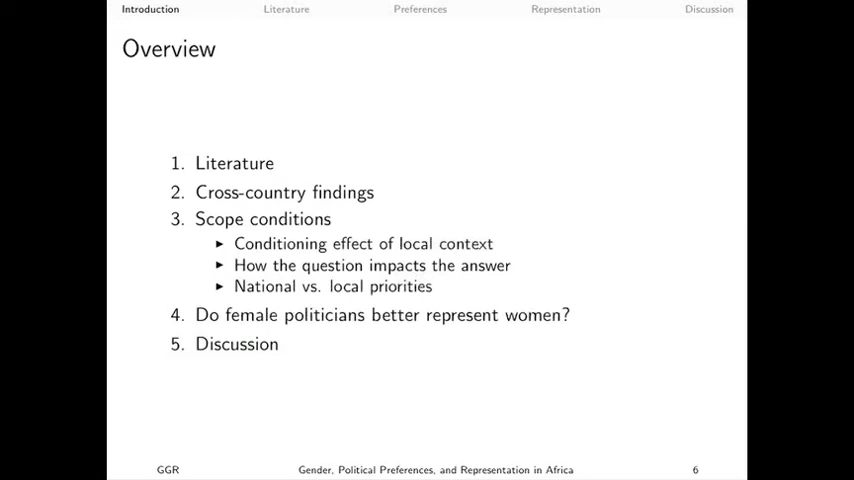 Introduction Literature Preferences Representation Discussion
Overview
1. Literature
2. Cross-country findings
3. Scope conditions
▶ Conditioning effect of local context
▶ How the question impacts the answer
▶ National vs. local priorities
4. Do female politicians better represent women?
5. Discussion
GGR Gender, Political Preferences, and Representation in Africa 6